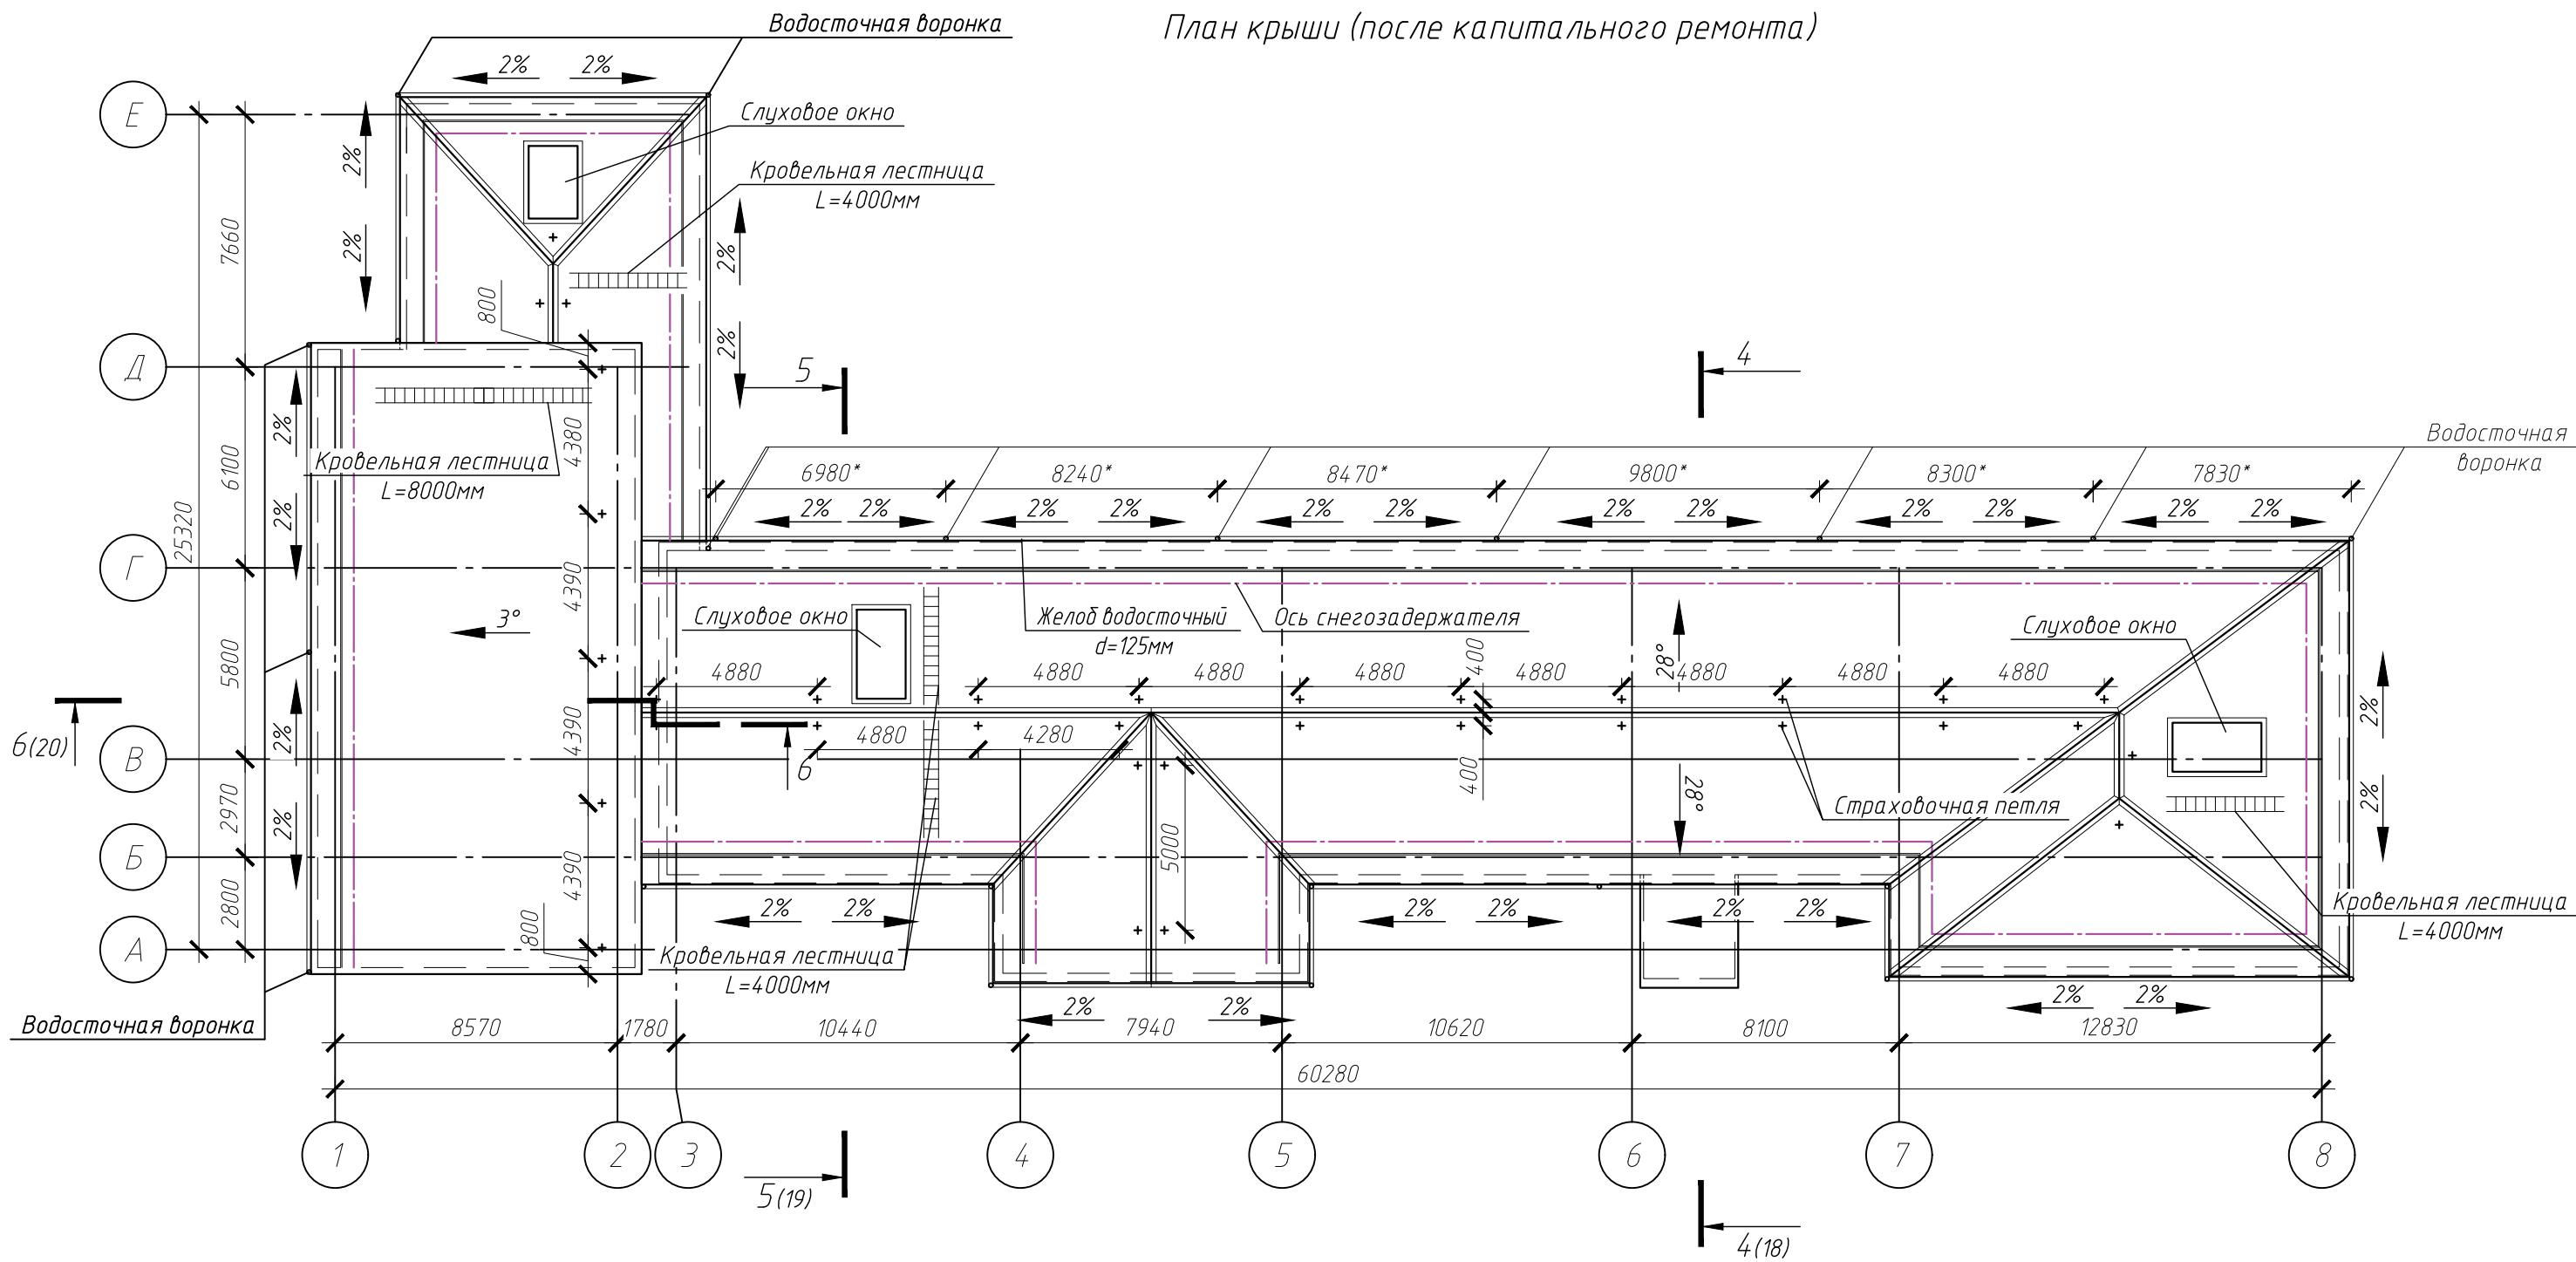 План крыши (после капитального ремонта)
Водосточная воронка
2% 2%
Слуховое окно
Кровельная лестница
L=4000мм
Е
2%
2%
7660
800
2%
2%
Д
5
4
2%
2%
6100
4380
Кровельная лестница
L=8000мм
25320
Водосточная
воронка
6980* 8240* 8470* 9800* 8300* 7830*
2% 2% 2% 2% 2% 2% 2% 2% 2% 2% 2% 2%
Г
4390
3°
Слуховое окно
Желоб водосточный
d=125мм
Ось снегозадержателя
Слуховое окно
5800
4880 4880 4880 4880 4880 4880 4880 4880
400
28°
6(20)
2%
2%
4390
4880 4280
6
400
28°
2%
2%
В
2970
Страховочная петля
5000
Б
2800
4390
800
Кровельная лестница
L=4000мм
2% 2% 2% 2% 2% 2%
Кровельная лестница
L=4000мм
А
2% 2%
2% 2%
Водосточная воронка
8570 1780 10440 7940 10620 8100 12830
60280
1 2 3 4 5 6 7 8
5(19)
4(18)